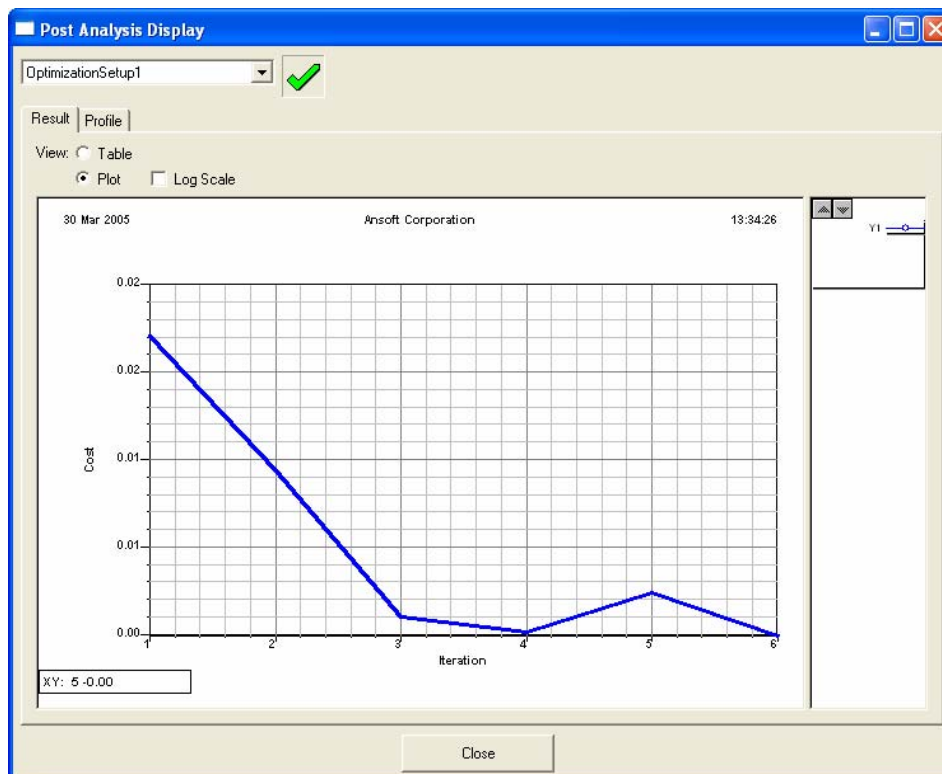 Post Analysis Display
OptimizationSetup1
Result Profile
View: Table
Plot Log Scale
30 Mar 2005 Ansoft Corporation 13:34:26
Y1
0.02
0.02
0.01
0.01
0.00
Cost
1 2 3 4 5 6
Iteration
XY: 5 -0.00
Close